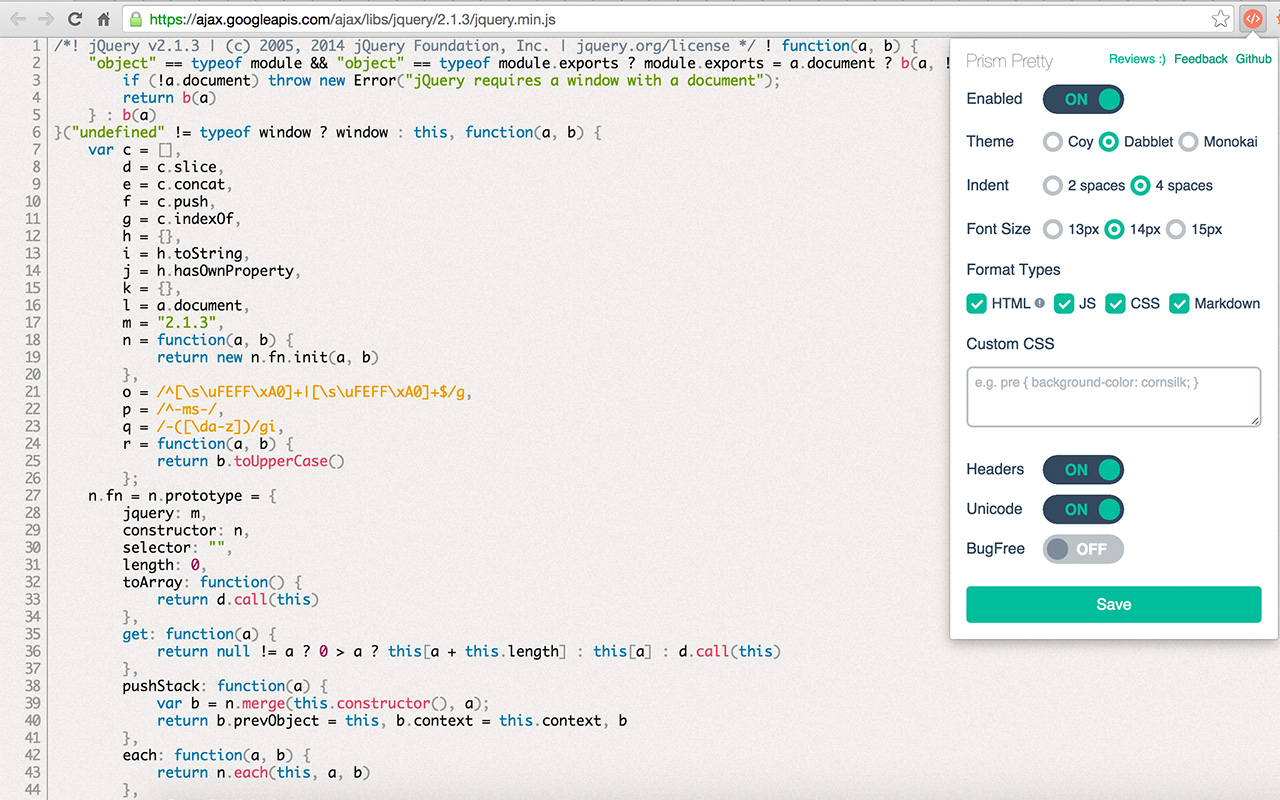 https://ajax.googleapis.com/ajax/libs/jquery/2.1.3/jquery.min.js
1 /*! jQuery v2.1.3 | (c) 2005, 2014 jQuery Foundation, Inc. | jquery.org/license */ ! function(a, b) {
2 "object" == typeof module && "object" == typeof module.exports ? module.exports = a.document ? b(a, !
3 if (!a.document) throw new Error("jQuery requires a window with a document");
4 return b(a)
5 } : b(a)
6 }("undefined" != typeof window ? window : this, function(a, b) {
7 var c = [],
8 d = c.slice,
9 e = c.concat,
10 f = c.push,
11 g = c.indexOf,
12 h = {},
13 i = h.toString,
14 j = h.hasOwnProperty,
15 k = {},
16 l = a.document,
17 m = "2.1.3",
18 n = function(a, b) {
19 return new n.fn.init(a, b)
20 },
21 o = /^[\s\uFEFF\xA0]+|[\s\uFEFF\xA0]+$/g,
22 p = /^-ms-/,
23 q = /-([\da-z])/gi,
24 r = function(a, b) {
25 return b.toUpperCase()
26 };
27 n.fn = n.prototype = {
28 jquery: m,
29 constructor: n,
30 selector: "",
31 length: 0,
32 toArray: function() {
33 return d.call(this)
34 },
35 get: function(a) {
36 return null != a ? 0 > a ? this[a + this.length] : this[a] : d.call(this)
37 },
38 pushStack: function(a) {
39 var b = n.merge(this.constructor(), a);
40 return b.prevObject = this, b.context = this.context, b
41 },
42 each: function(a, b) {
43 return n.each(this, a, b)
44 },
Prism Pretty Reviews :) Feedback Github
Enabled ON
Theme Coy Dabblet Monokai
Indent 2 spaces 4 spaces
Font Size 13px 14px 15px
Format Types
HTML JS CSS Markdown
Custom CSS
e.g. pre { background-color: cornsilk; }
Headers ON
Unicode ON
BugFree OFF
Save